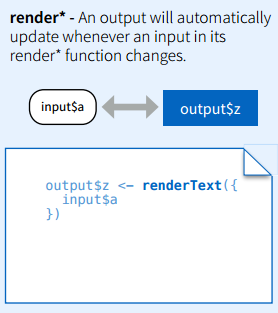 render* - An output will automatically
update whenever an input in its
render* function changes.
input$a
output$z
output$z <- renderText({
  input$a
})